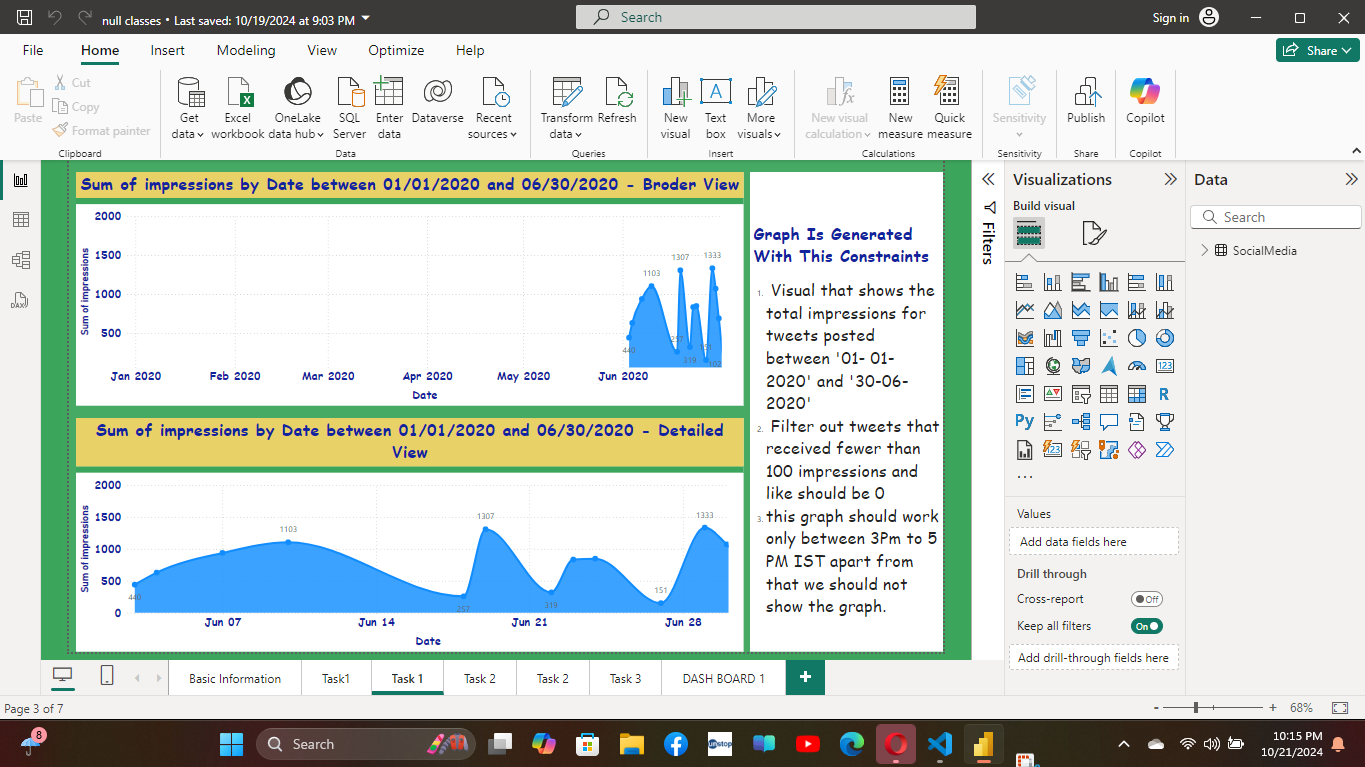 null classes • Last saved: 10/19/2024 at 9:03 PM
Search
Sign in
File Home Insert Modeling View Optimize Help
Share
Paste
Cut
Copy
Format painter
Clipboard
Get data
Excel workbook
OneLake data hub
SQL Server
Enter data
Dataverse
Recent sources
Data
Transform data
Refresh
Queries
New visual
Text box
More visuals
Insert
New visual calculation
New measure
Quick measure
Calculations
Sensitivity
Sensitivity
Publish
Share
Copilot
Copilot
Sum of impressions by Date between 01/01/2020 and 06/30/2020 - Broder View
2000
1500
1000
500
Sum of impressions
1103
1307
1333
440
257
319
151
102
Jan 2020 Feb 2020 Mar 2020 Apr 2020 May 2020 Jun 2020
Date
Sum of impressions by Date between 01/01/2020 and 06/30/2020 - Detailed
View
2000
1500
1000
500
0
Sum of impressions
1103
1307
1333
440
257
319
151
Jun 07 Jun 14 Jun 21 Jun 28
Date
Graph Is Generated
With This Constraints
1. Visual that shows the
total impressions for
tweets posted
between '01- 01-
2020' and '30-06-
2020'
2. Filter out tweets that
received fewer than
100 impressions and
like should be 0
3. this graph should work
only between 3Pm to 5
PM IST apart from
that we should not
show the graph.
Filters
Visualizations
Build visual
123
R
Py
123
...
Values
Add data fields here
Drill through
Cross-report Off
Keep all filters On
Add drill-through fields here
Data
Search
SocialMedia
DAX
Basic Information Task1 Task 1 Task 2 Task 2 Task 3 DASH BOARD 1 +
Page 3 of 7
- + 68%
8
Search
unstop
10:15 PM
10/21/2024